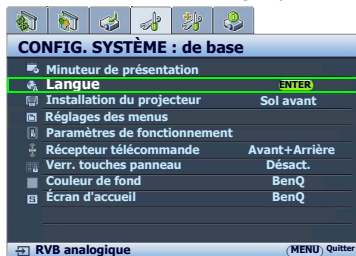 CONFIG. SYSTÈME : de base
Minuteur de présentation
Langue ENTER
Installation du projecteur Sol avant
Réglages des menus
Paramètres de fonctionnement
Récepteur télécommande Avant+Arrière
Verr. touches panneau Désact.
Couleur de fond BenQ
Écran d'accueil BenQ
RVB analogique MENU Quitter